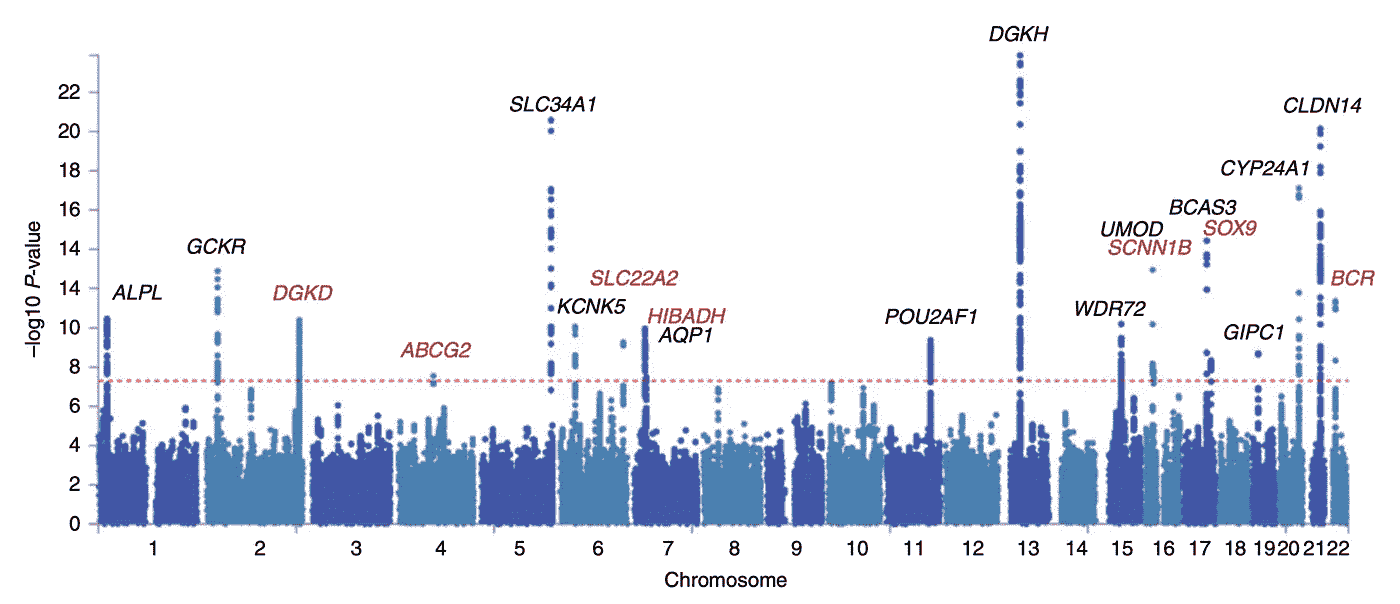 DGKH
SLC34A1
CLDN14
CYP24A1
BCAS3
UMOD
SOX9
SCNN1B
GCKR
SLC22A2
BCR
ALPL
DGKD
KCNK5
HIBADH
AQP1
POU2AF1
WDR72
GIPC1
ABCG2
–log10 P-value
22
20
18
16
14
14
10
8
6
4
2
0
1 2 3 4 5 6 7 8 9 10 11 12 13 14 15 16 17 18 19 20 21 22
Chromosome